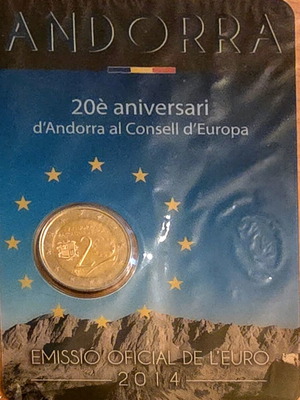 ANDORRA
20è aniversari
d'Andorra al Consell d'Europa
EMISSIÓ OFICIAL DE L'EURO
2014